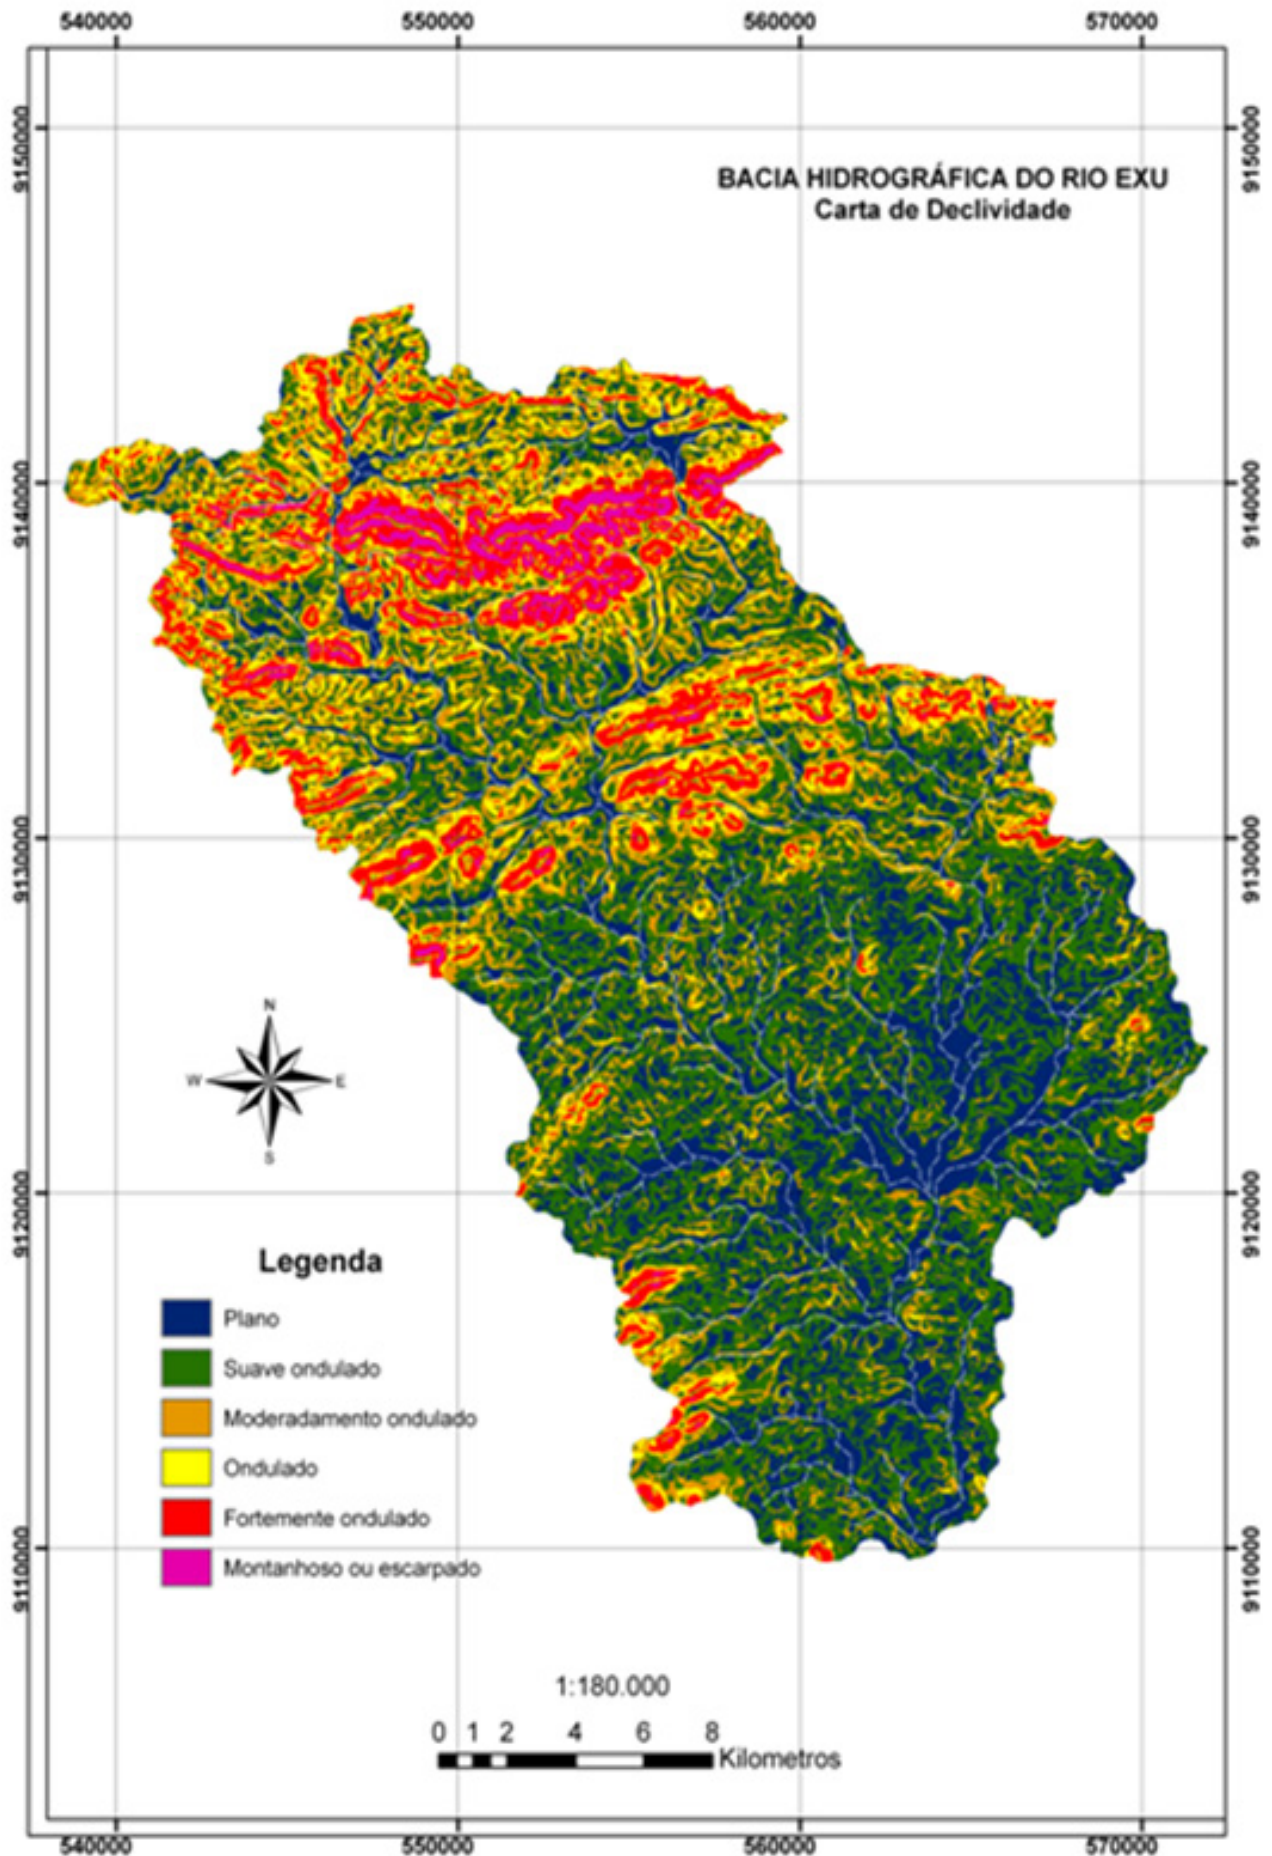 540000 550000 560000 570000
9150000 9150000
BACIA HIDROGRÁFICA DO RIO EXU
Carta de Declividade
9140000 9140000
9130000 9130000
N
W E
S
9120000 9120000
Legenda
Plano
Suave ondulado
Moderadamento ondulado
Ondulado
Fortemente ondulado
9110000 9110000
Montanhoso ou escarpado
1:180.000
0 1 2 4 6 8
Kilometros
540000 550000 560000 570000